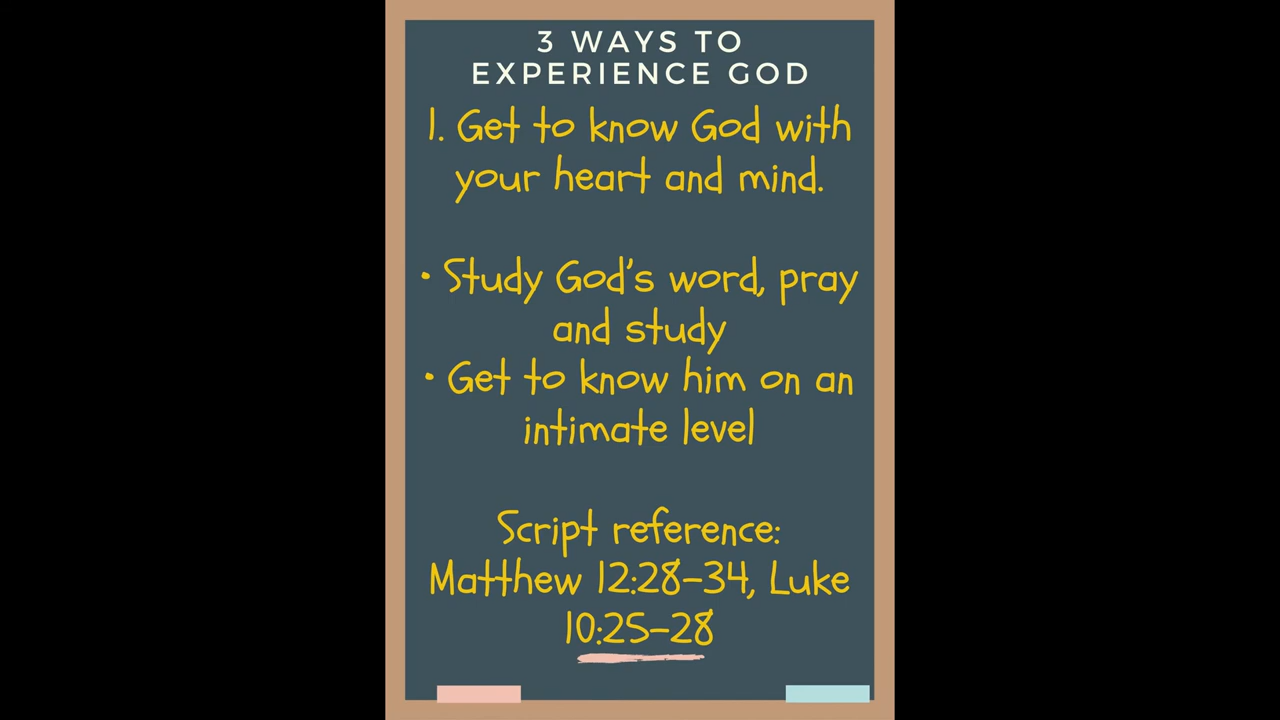 3 WAYS TO
EXPERIENCE GOD
1. Get to know God with
your heart and mind.
• Study God's word, pray
and study
• Get to know him on an
intimate level
Script reference:
Matthew 12:28-34, Luke
10:25-28